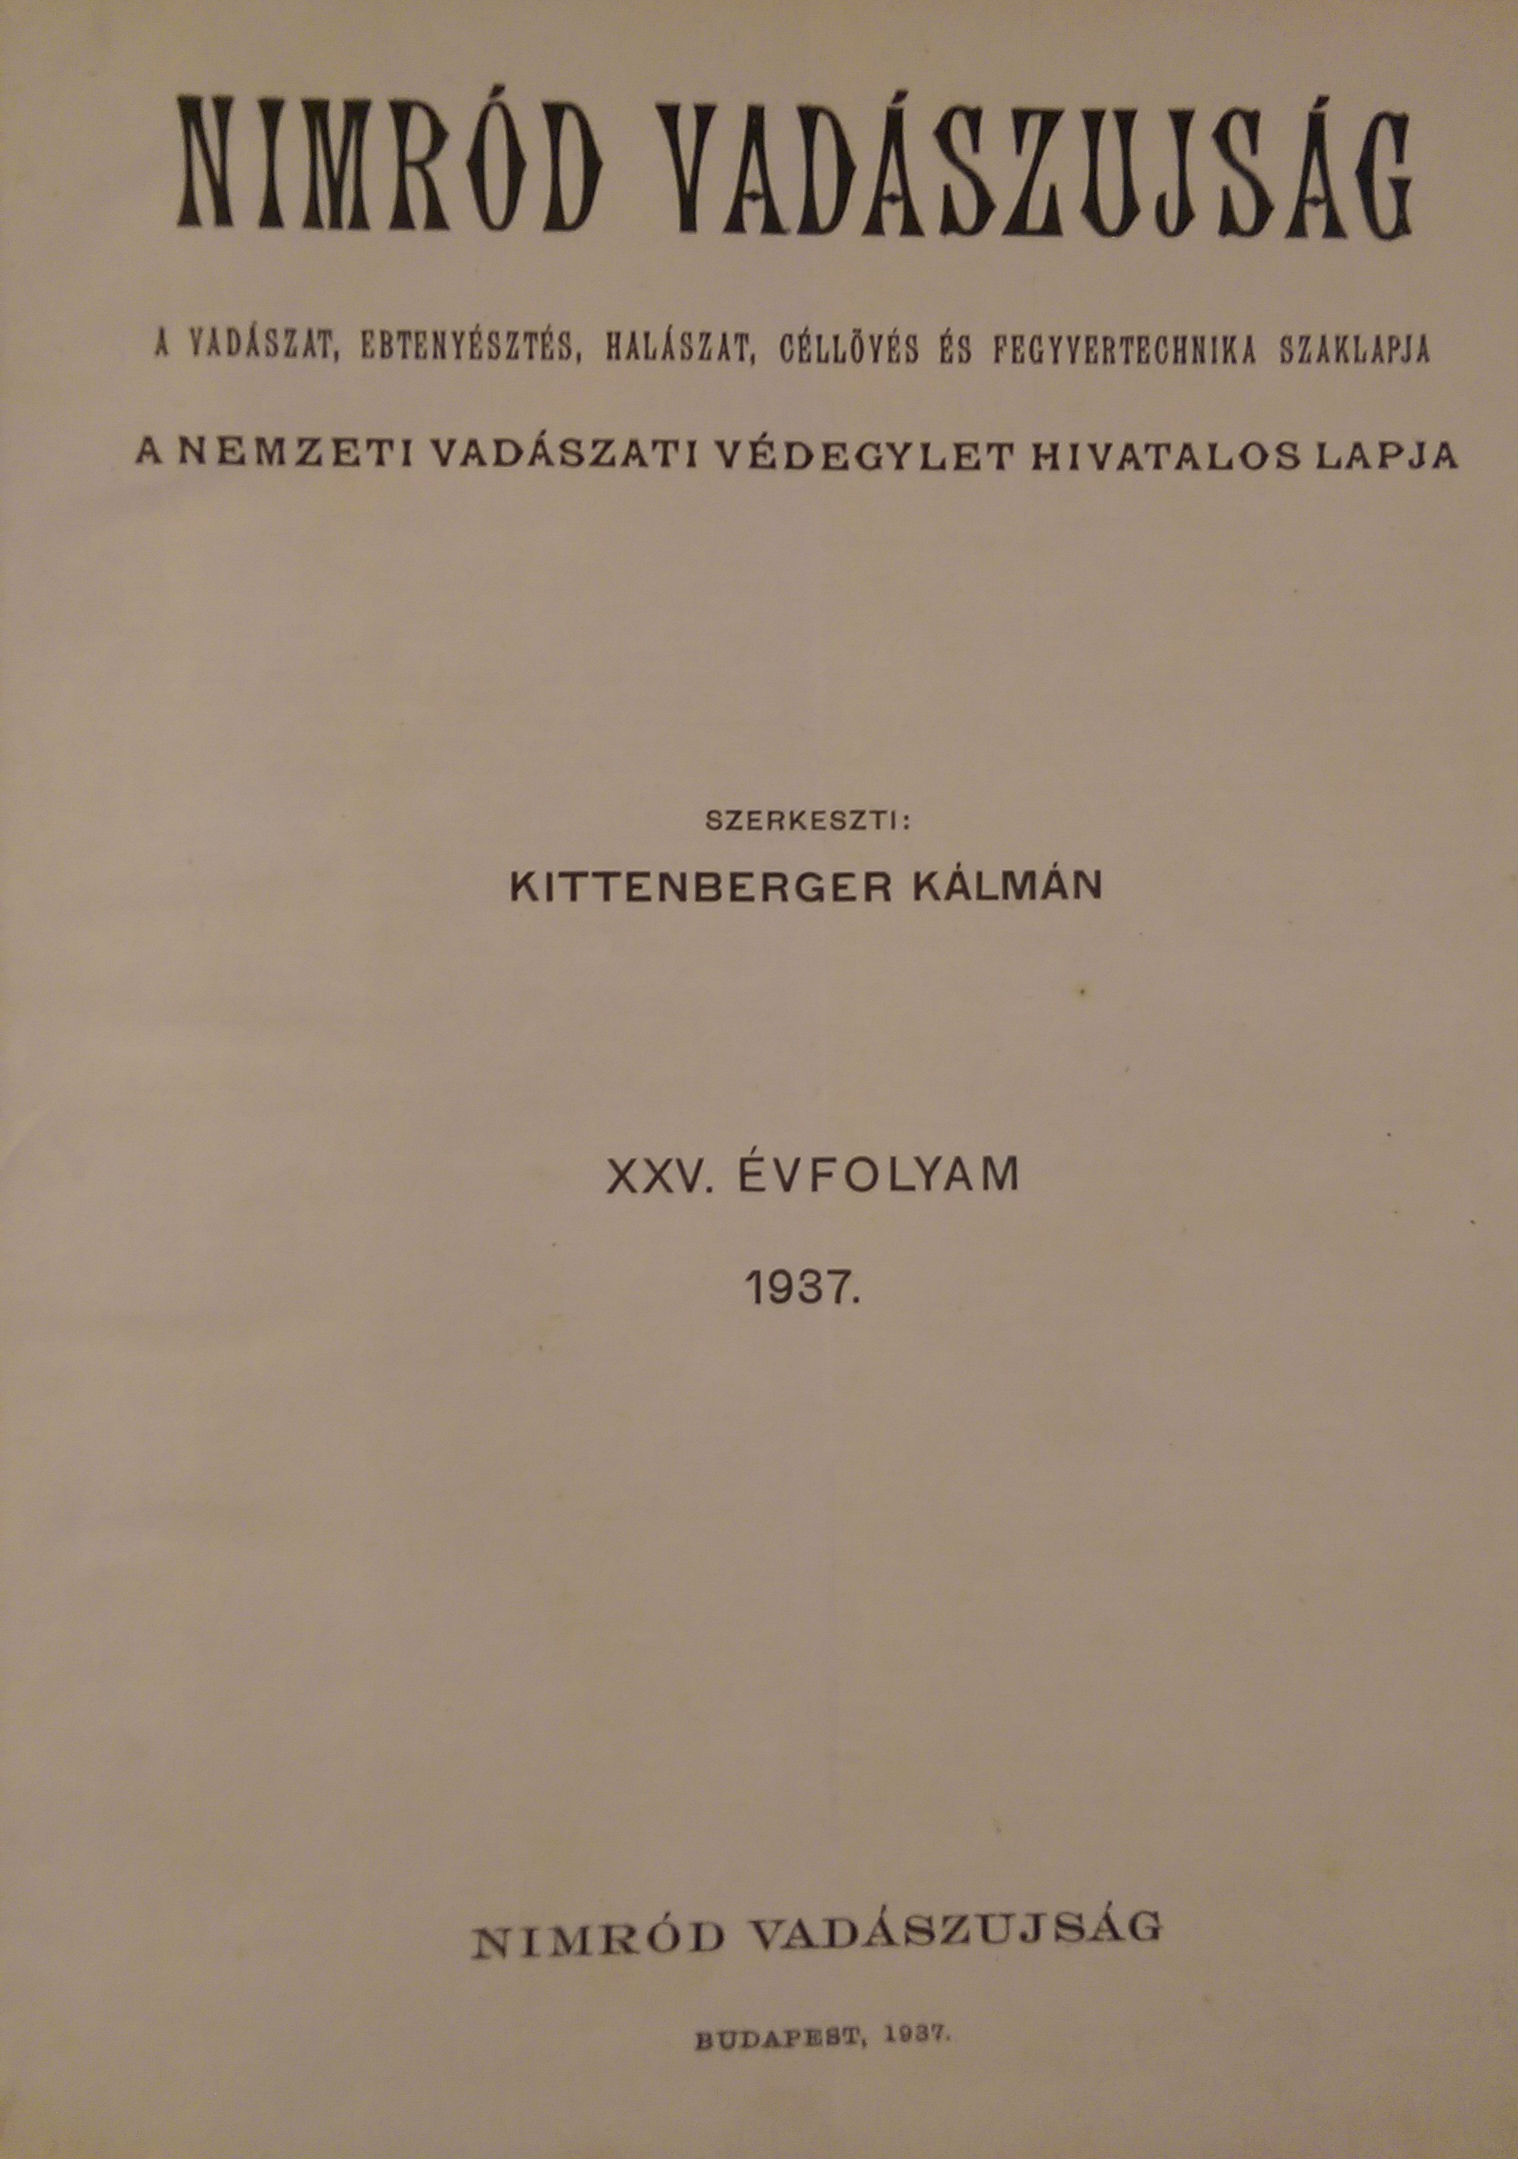 NIMRÓD VADÁSZUJSÁG
A VADÁSZAT, EBTENYÉSZTÉS, HALÁSZAT, CÉLLÖVÉS ÉS FEGYVERTECHNIKA SZAKLAPJA
A NEMZETI VADÁSZATI VÉDEGYLET HIVATALOS LAPJA
SZERKESZTI:
KITTENBERGER KÁLMÁN
XXV. ÉVFOLYAM
1937.
NIMRÓD VADÁSZUJSÁG
BUDAPEST, 1937.